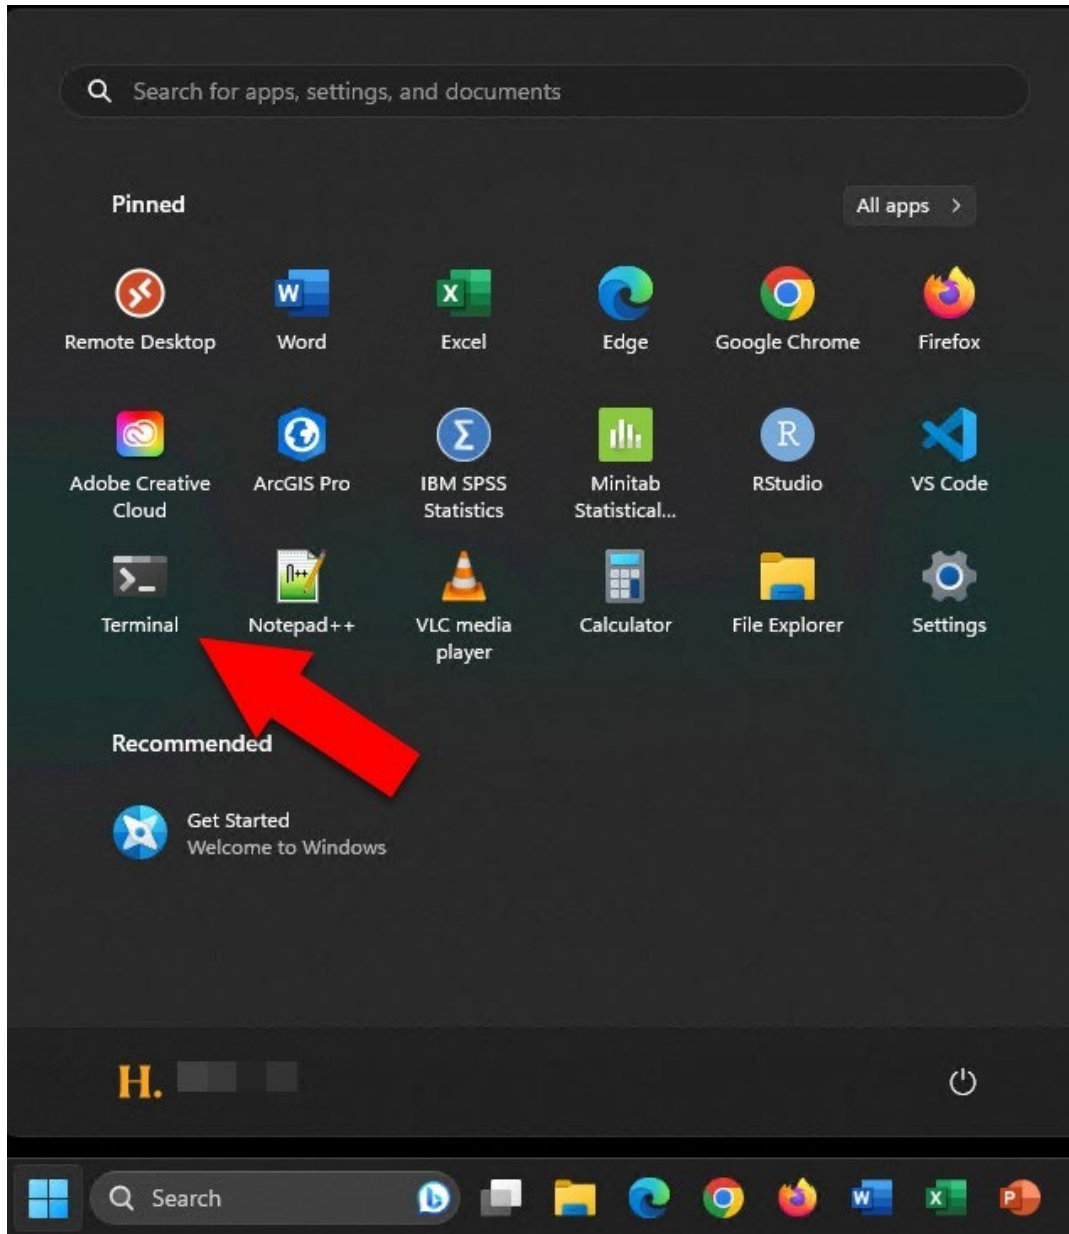 Search for apps, settings, and documents
Pinned
All apps
Remote Desktop
Word
Excel
Edge
Google Chrome
Firefox
Adobe Creative
Cloud
ArcGIS Pro
IBM SPSS
Statistics
Minitab
Statistical...
RStudio
VS Code
Terminal
Notepad++
VLC media
player
Calculator
File Explorer
Settings
Recommended
Get Started
Welcome to Windows
H.
Search